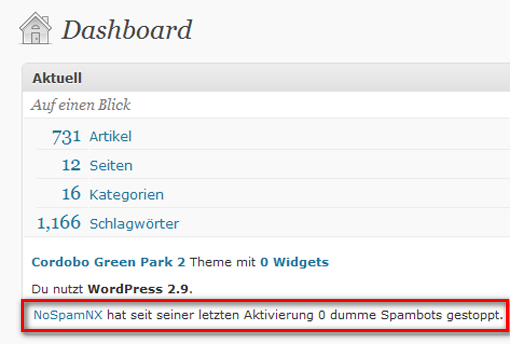 Dashboard
Aktuell
Auf einen Blick
731 Artikel
12 Seiten
16 Kategorien
1,166 Schlagwörter
Cordobo Green Park 2 Theme mit 0 Widgets
Du nutzt WordPress 2.9.
NoSpamNX hat seit seiner letzten Aktivierung 0 dumme Spambots gestoppt.